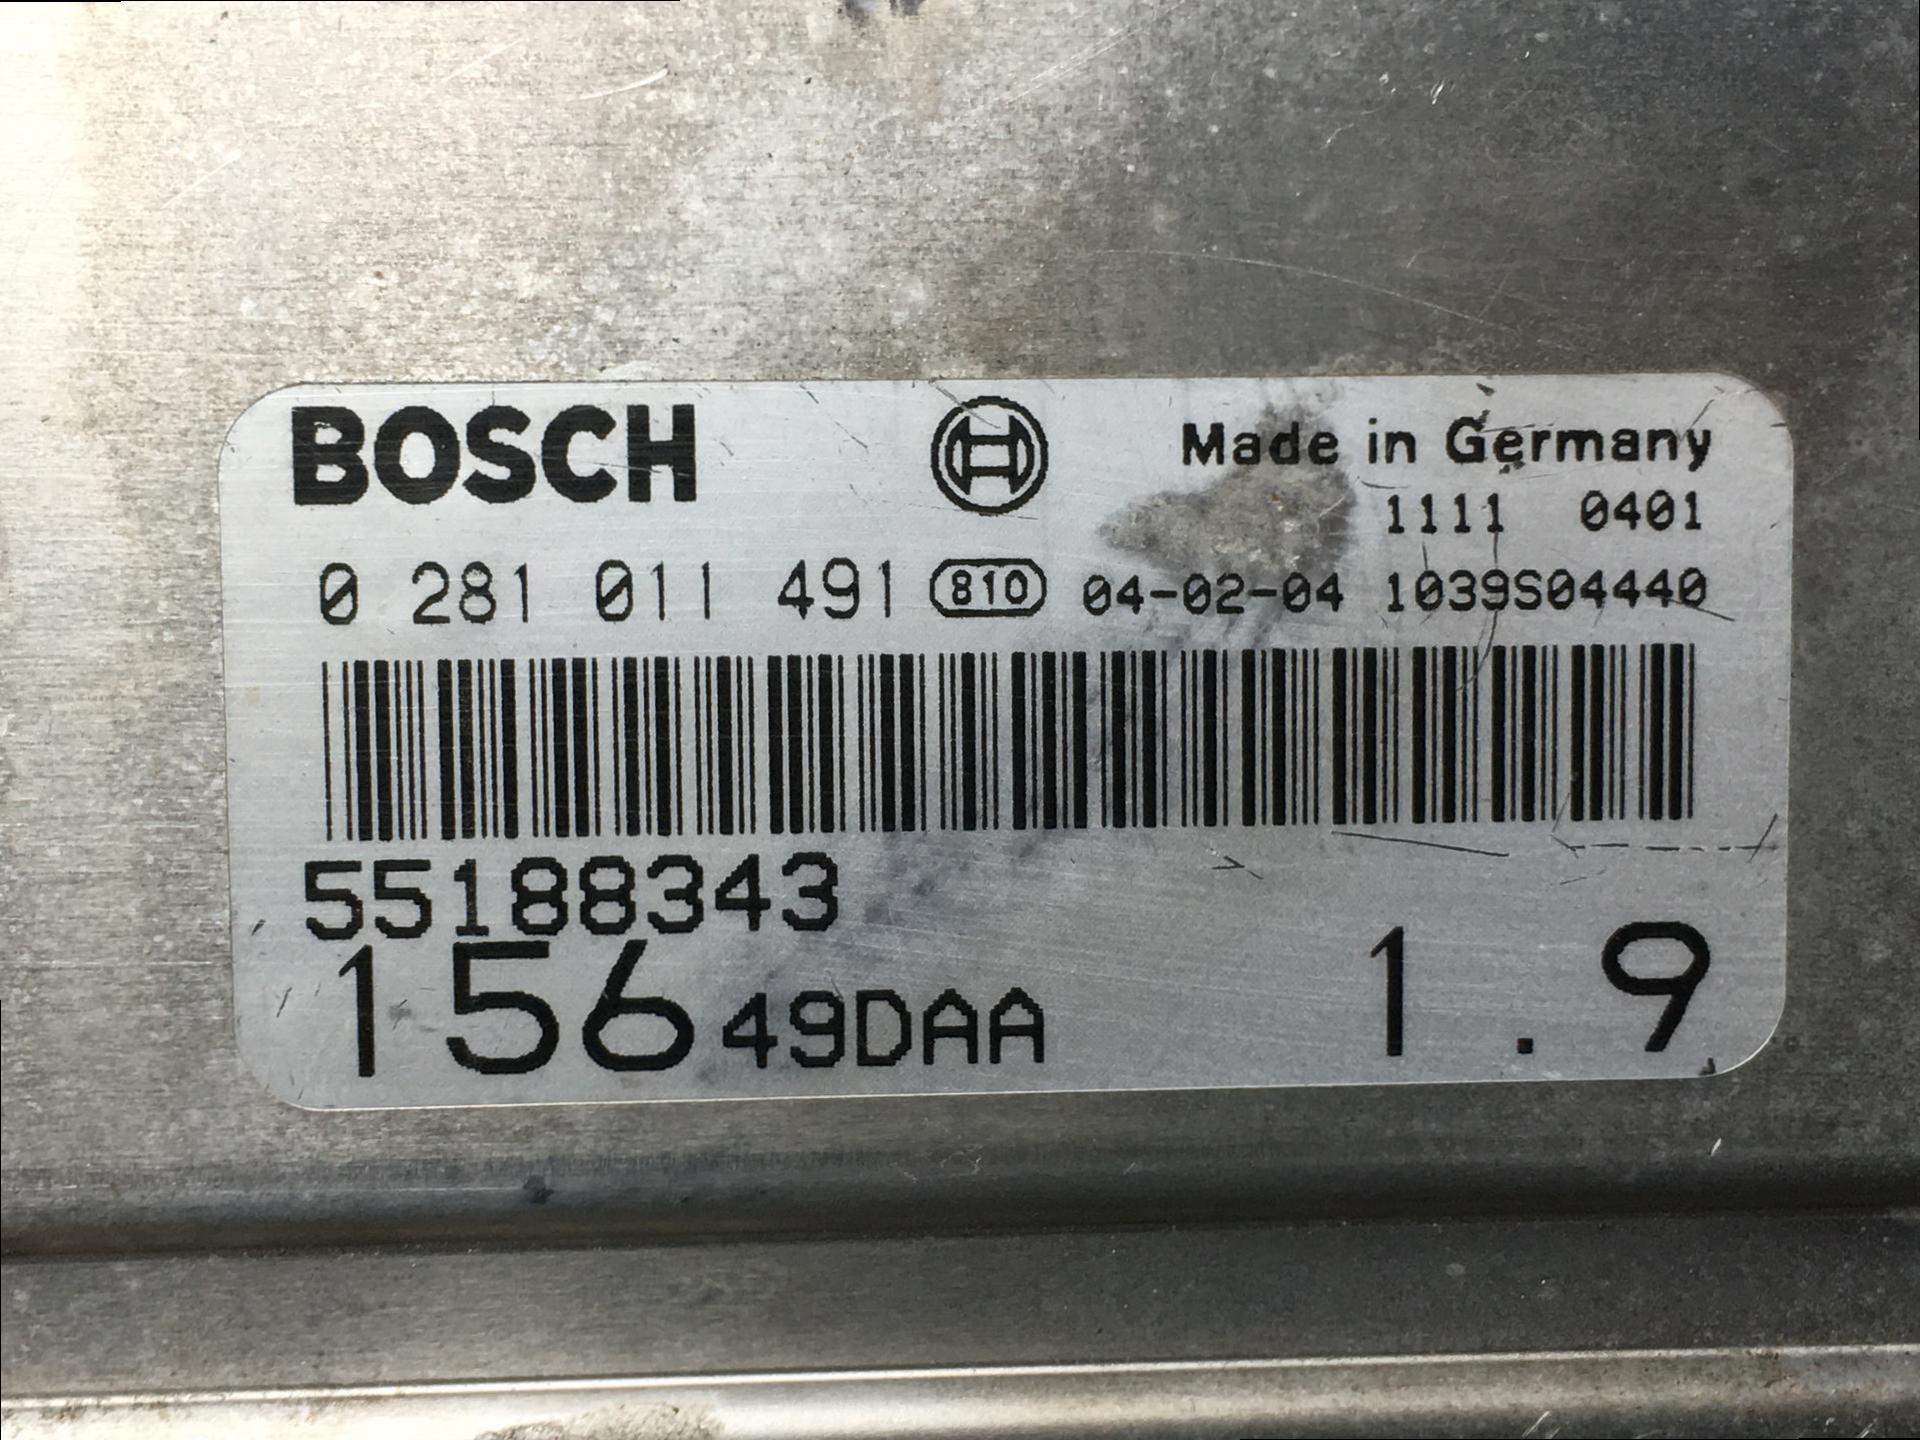 BOSCH Made in Germany
1111 0401
0 281 011 491 810 04-02-04 1039S04440
55188343
156 49DAA 1.9